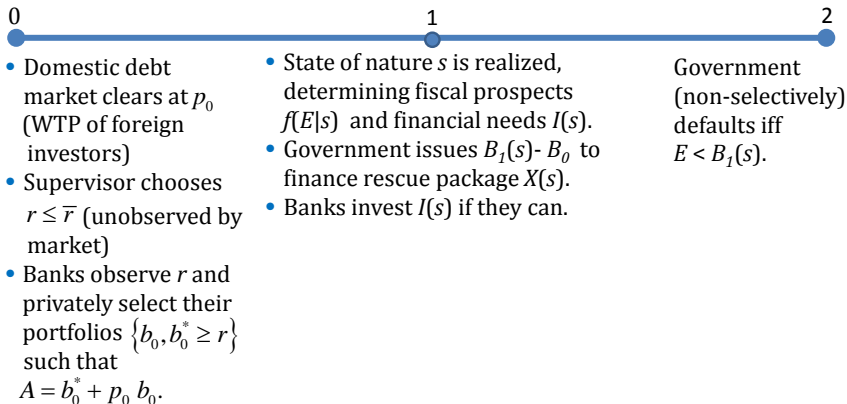 0
1
2
• Domestic debt
market clears at p₀
(WTP of foreign
investors)
• Supervisor chooses
r ≤ r̅ (unobserved by
market)
• Banks observe r and
privately select their
portfolios {b₀, b₀* ≥ r}
such that
A = b₀* + p₀ b₀.
• State of nature s is realized,
determining fiscal prospects
f(E|s) and financial needs I(s).
• Government issues B₁(s)- B₀ to
finance rescue package X(s).
• Banks invest I(s) if they can.
Government
(non-selectively)
defaults iff
E < B₁(s).